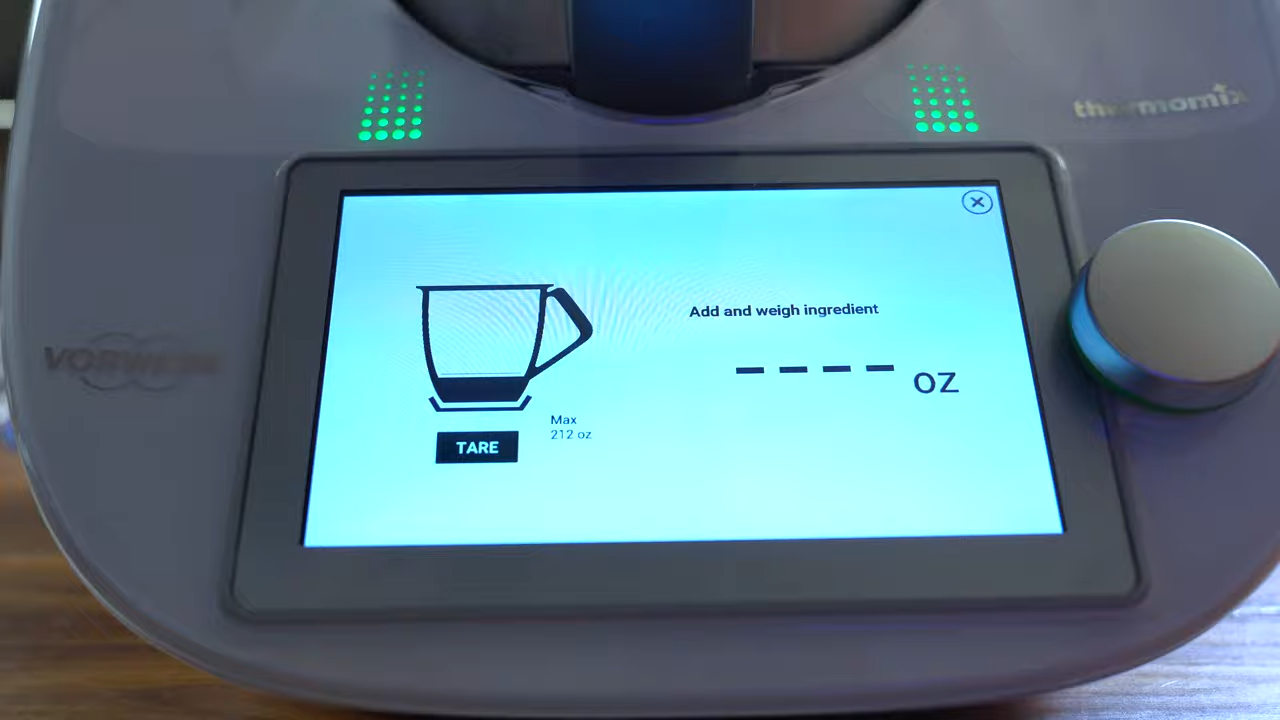 thermomix
Add and weigh ingredient
– – – – OZ
VORWERK
Max
212 oz
TARE